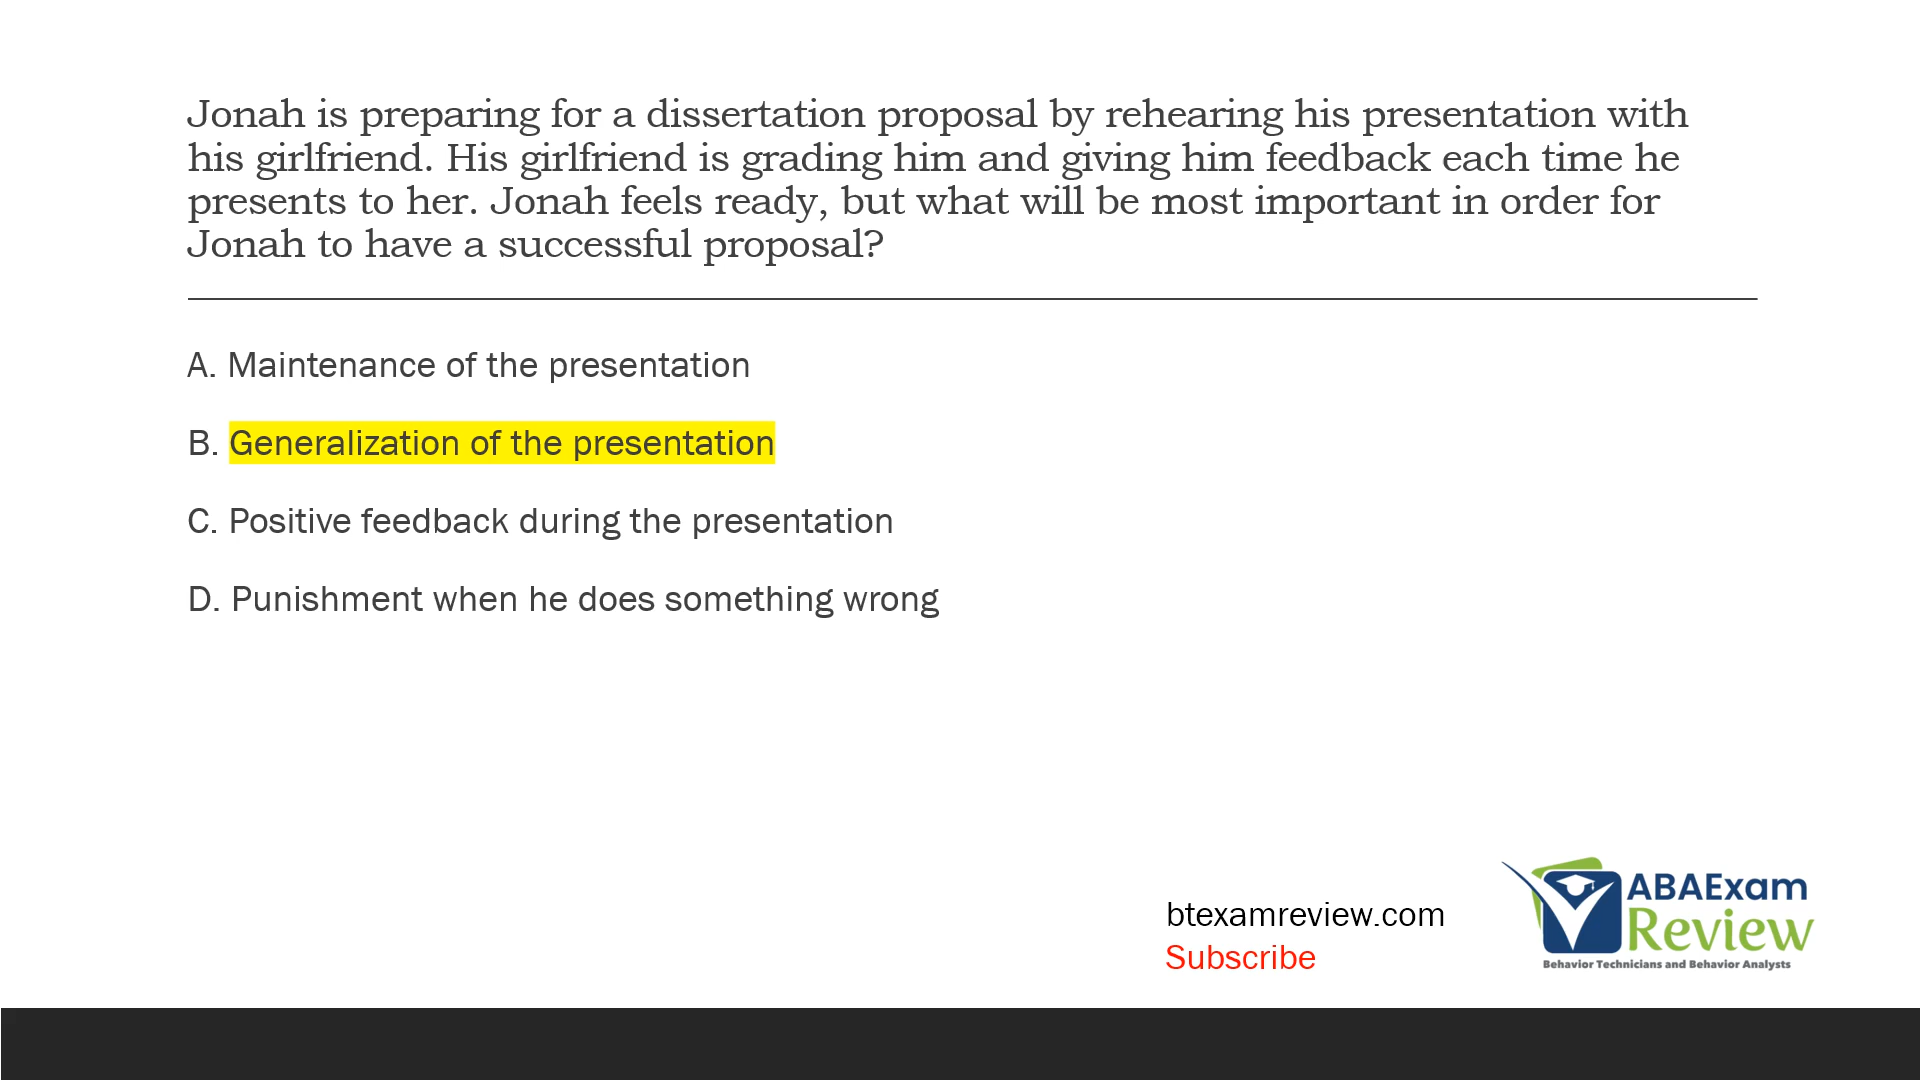 Jonah is preparing for a dissertation proposal by rehearing his presentation with
his girlfriend. His girlfriend is grading him and giving him feedback each time he
presents to her. Jonah feels ready, but what will be most important in order for
Jonah to have a successful proposal?
A. Maintenance of the presentation
B. Generalization of the presentation
C. Positive feedback during the presentation
D. Punishment when he does something wrong
btexamreview.com
Subscribe
ABAExam
Review
Behavior Technicians and Behavior Analysts